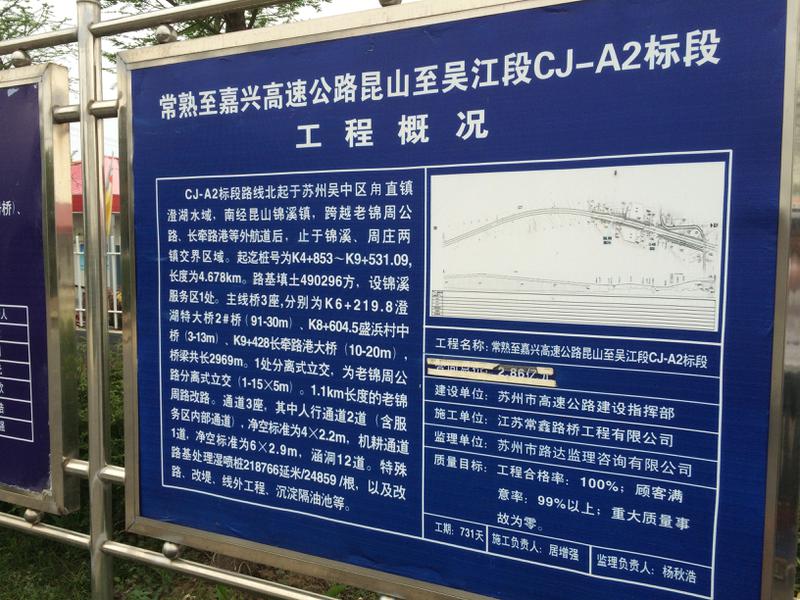 常熟至嘉兴高速公路昆山至吴江段CJ-A2标段
工程概况
CJ-A2标段路线北起于苏州吴中区甪直镇
澄湖水域，南经昆山锦溪镇，跨越老锦周公
路、长牵路港等外航道后，止于锦溪、周庄两
镇交界区域。起迄桩号为K4+853～K9+531.09,
长度为4.678km。路基填土490296方，设锦溪
服务区1处。主线桥3座,分别为K6+219.8澄
湖特大桥2#桥（91-30m）、K8+604.5盛浜村中
桥（3-13m）、K9+428长牵路港大桥（10-20m），
桥梁共长2969m。1处分离式立交，为老锦周公
路分离式立交（1-15×5m）。1.1km长度的老锦
周路改路。通道3座，其中人行通道2道（含服
务区内部通道），净空标准为4×2.2m，机耕通道
1道，净空标准为6×2.9m，涵洞12道。特殊
路基处理湿喷桩218766延米/24859/根，以及改
路、改堤、线外工程、沉淀隔油池等。
工程名称：常熟至嘉兴高速公路昆山至吴江段CJ-A2标段
2.86亿元
建设单位：苏州市高速公路建设指挥部
施工单位：江苏常鑫路桥工程有限公司
监理单位：苏州市路达监理咨询有限公司
质量目标：工程合格率：100%；顾客满
意率：99%以上；重大质量事
故为零。
工期：731天
施工负责人：居增强
监理负责人：杨秋浩
桥）、
人